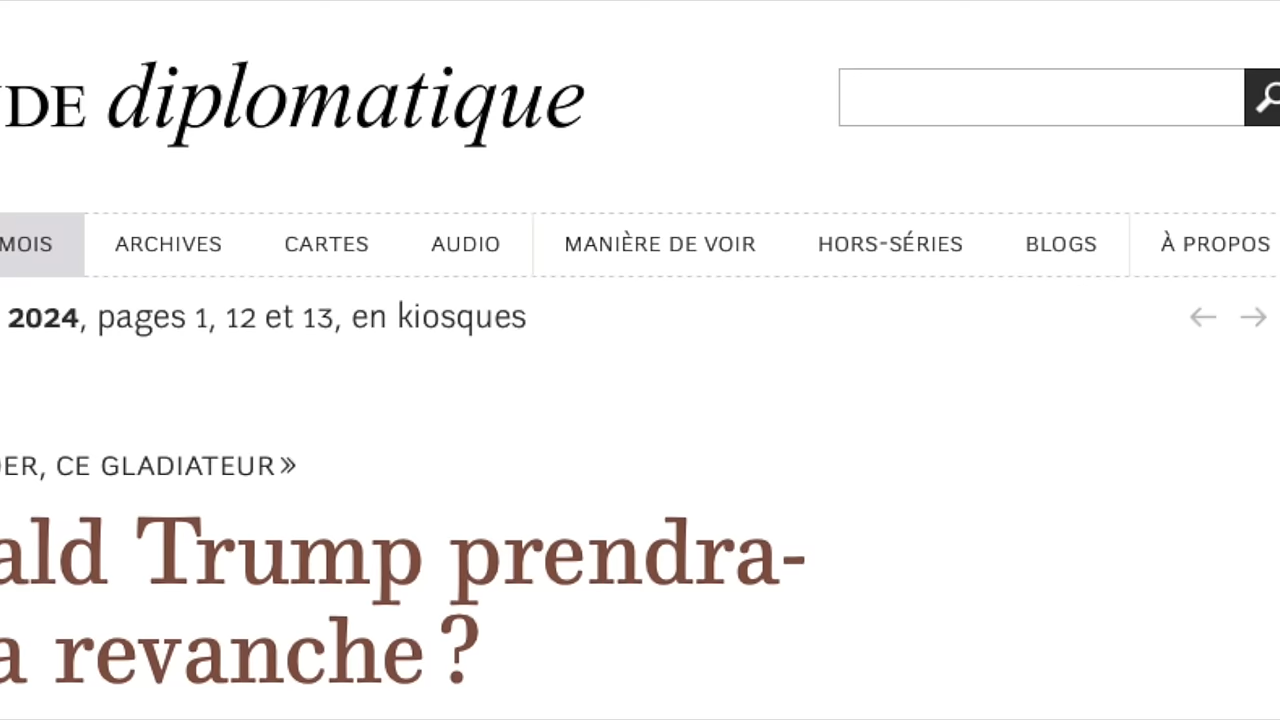 DE diplomatique
MOIS ARCHIVES CARTES AUDIO MANIÈRE DE VOIR HORS-SÉRIES BLOGS À PROPOS
2024, pages 1, 12 et 13, en kiosques
ER, CE GLADIATEUR »
ald Trump prendra-
a revanche ?